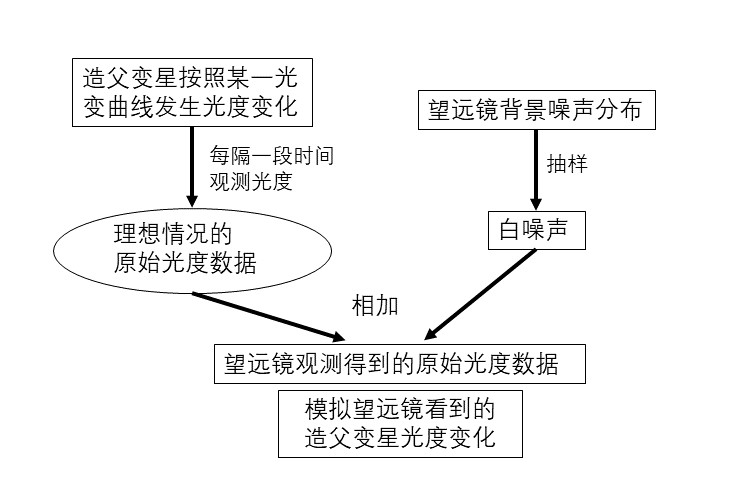 造父变星按照某一光
变曲线发生光度变化
望远镜背景噪声分布
每隔一段时间
观测光度
抽样
理想情况的
原始光度数据
白噪声
相加
望远镜观测得到的原始光度数据
模拟望远镜看到的
造父变星光度变化